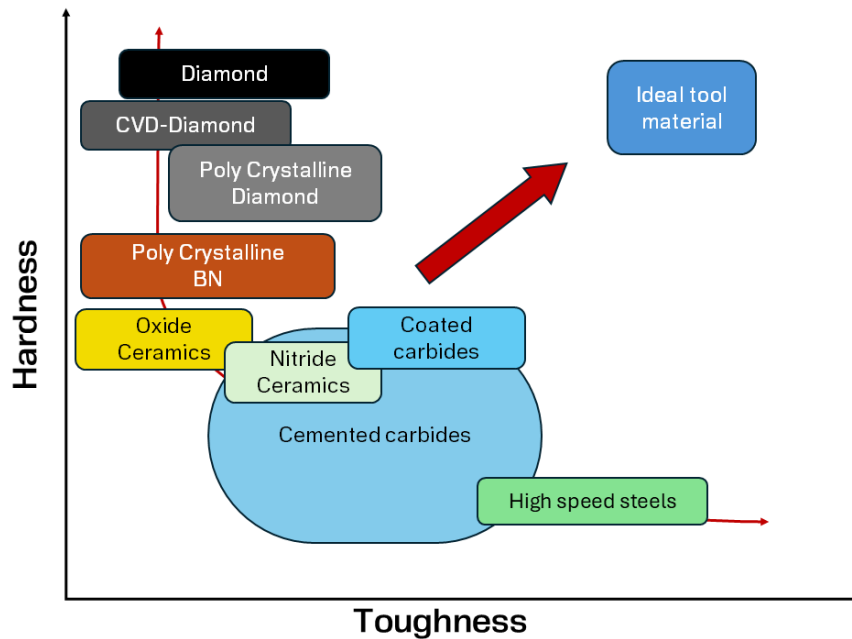 Diamond
Ideal tool
material
CVD-Diamond
Poly Crystalline
Diamond
Poly Crystalline
BN
Oxide
Ceramics
Coated
carbides
Nitride
Ceramics
Cemented carbides
High speed steels
Hardness
Toughness